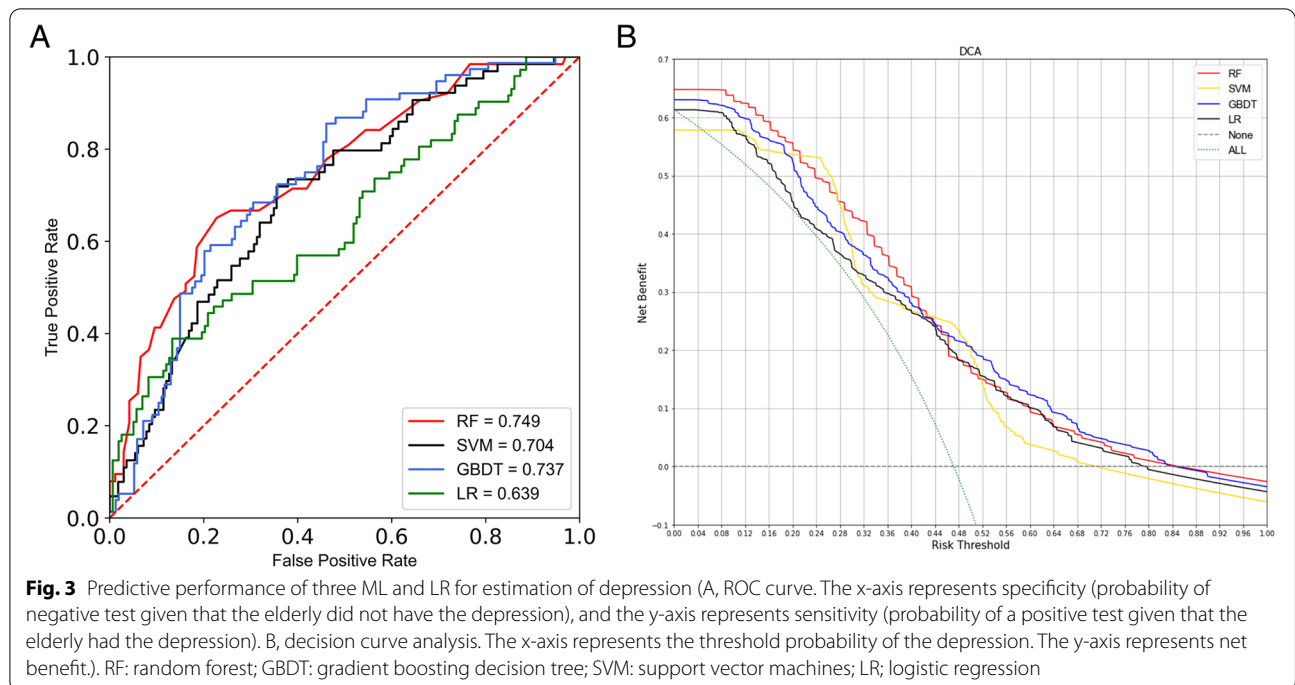 A
1.0
0.8
0.6
0.4
0.2
0.0
True Positive Rate
0.0 0.2 0.4 0.6 0.8 1.0
False Positive Rate
RF = 0.749
SVM = 0.704
GBDT = 0.737
LR = 0.639
B
DCA
0.7
0.6
0.5
0.4
0.3
0.2
0.1
0.0
−0.1
Net Benefit
0.00 0.04 0.08 0.12 0.16 0.20 0.24 0.28 0.32 0.36 0.40 0.44 0.48 0.52 0.56 0.60 0.64 0.68 0.72 0.76 0.80 0.84 0.88 0.92 0.96 1.00
Risk Threshold
RF
SVM
GBDT
LR
None
ALL
Fig. 3 Predictive performance of three ML and LR for estimation of depression (A, ROC curve. The x-axis represents specificity (probability of
negative test given that the elderly did not have the depression), and the y-axis represents sensitivity (probability of a positive test given that the
elderly had the depression). B, decision curve analysis. The x-axis represents the threshold probability of the depression. The y-axis represents net
benefit.). RF: random forest; GBDT: gradient boosting decision tree; SVM: support vector machines; LR; logistic regression